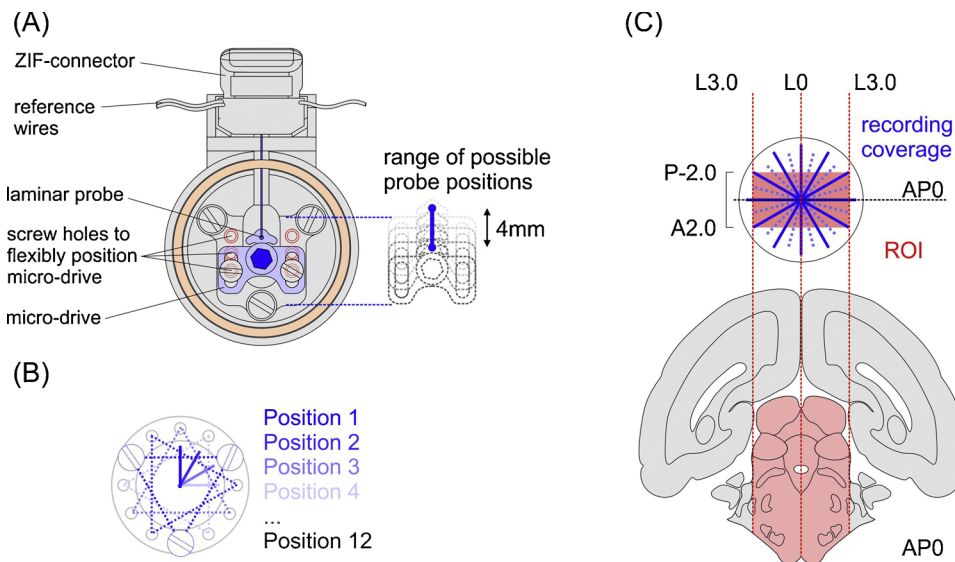 (A)
ZIF-connector
reference
wires
laminar probe
screw holes to
flexibly position
micro-drive
micro-drive
range of possible
probe positions
4mm
(B)
Position 1
Position 2
Position 3
Position 4
...
Position 12
(C)
L3.0 L0 L3.0
recording
coverage
P-2.0
AP0
A2.0
ROI
AP0